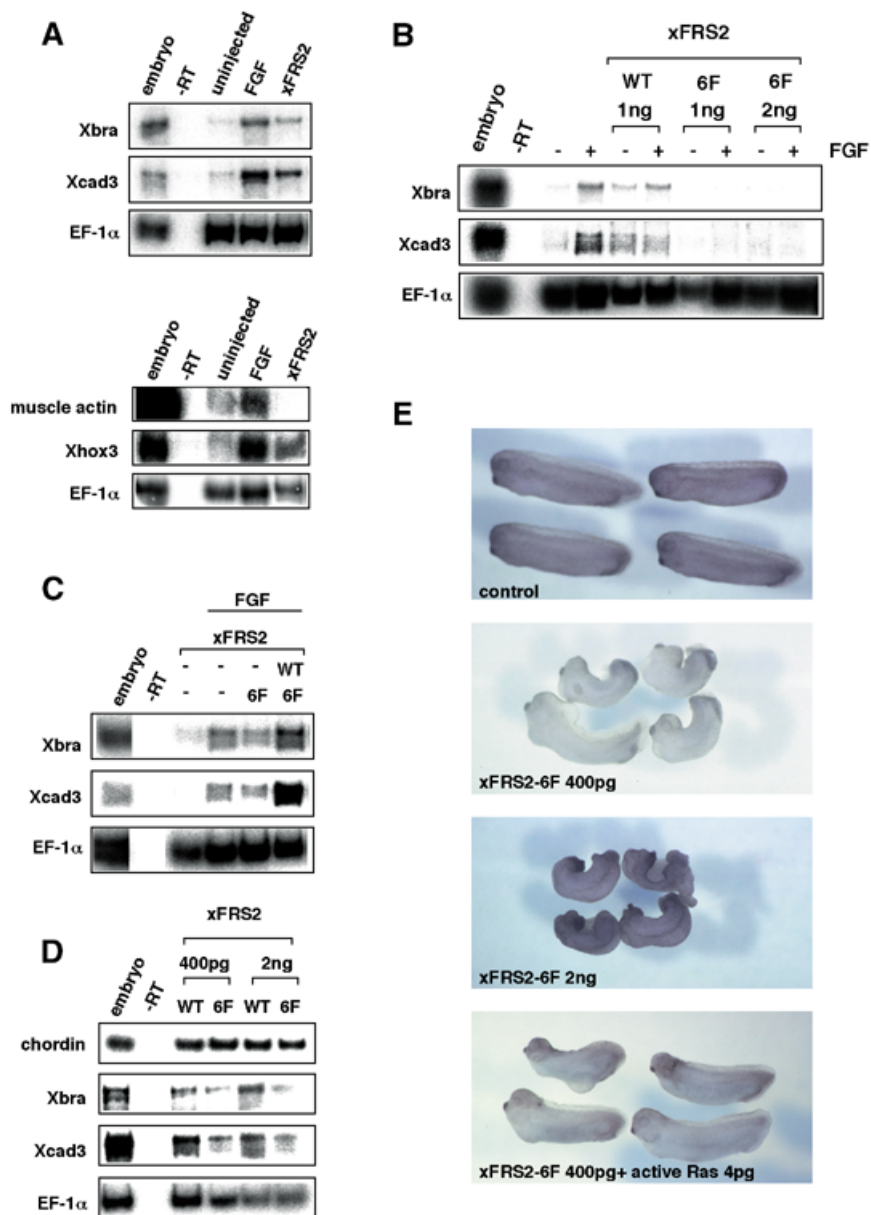 A
embryo -RT uninjected FGF xFRS2
Xbra
Xcad3
EF-1α
embryo -RT uninjected FGF xFRS2
muscle actin
Xhox3
EF-1α
B
xFRS2
WT 6F 6F
1ng 1ng 2ng
embryo -RT - + - + - + - + FGF
Xbra
Xcad3
EF-1α
C
FGF
xFRS2
- - - WT
embryo -RT - - 6F 6F
Xbra
Xcad3
EF-1α
D
xFRS2
400pg 2ng
embryo -RT WT 6F WT 6F
chordin
Xbra
Xcad3
EF-1α
E
control
xFRS2-6F 400pg
xFRS2-6F 2ng
xFRS2-6F 400pg+ active Ras 4pg